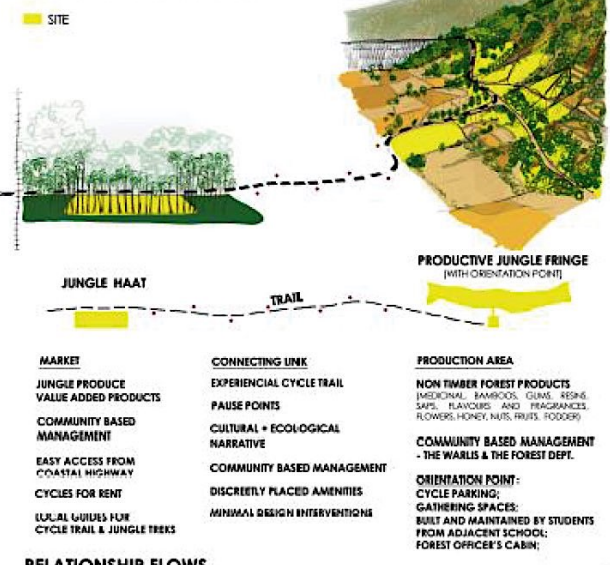 SITE
PRODUCTIVE JUNGLE FRINGE
(WITH ORIENTATION POINT)
JUNGLE HAAT
TRAIL
MARKET
JUNGLE PRODUCE
VALUE ADDED PRODUCTS
COMMUNITY BASED
MANAGEMENT
EASY ACCESS FROM
COASTAL HIGHWAY
CYCLES FOR RENT
LOCAL GUIDES FOR
CYCLE TRAIL & JUNGLE TREKS
CONNECTING LINK
EXPERIENCIAL CYCLE TRAIL
PAUSE POINTS
CULTURAL + ECOLOGICAL
NARRATIVE
COMMUNITY BASED MANAGEMENT
DISCREETLY PLACED AMENITIES
MINIMAL DESIGN INTERVENTIONS
PRODUCTION AREA
NON TIMBER FOREST PRODUCTS
(MEDICINAL, BAMBOOS, GUMS, RESINS,
SAPS, FLAVOURS AND FRAGRANCES,
FLOWERS, HONEY, NUTS, FRUITS, FODDER)
COMMUNITY BASED MANAGEMENT
- THE WARLIS & THE FOREST DEPT.
ORIENTATION POINT:
CYCLE PARKING;
GATHERING SPACES;
BUILT AND MAINTAINED BY STUDENTS
FROM ADJACENT SCHOOL;
FOREST OFFICER'S CABIN;
RELATIONSHIP FLOWS